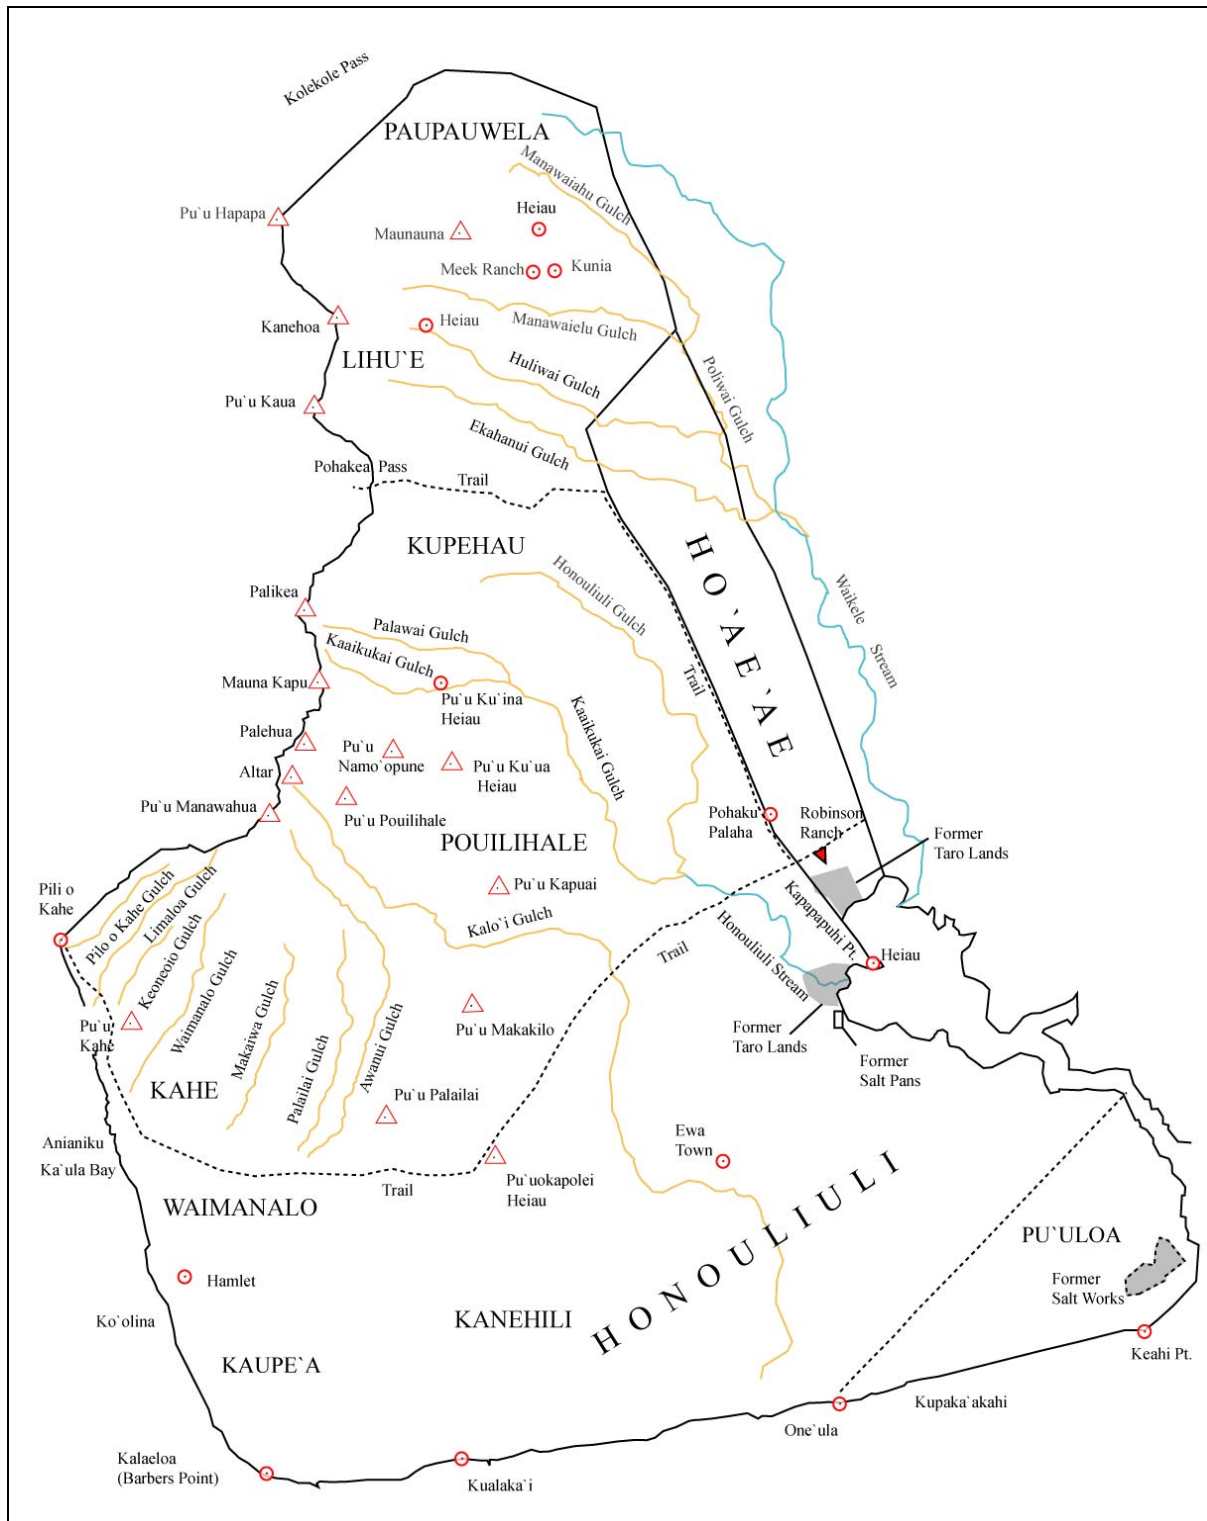 Kolekole Pass
PAUPAUWELA
Manawaiahu Gulch
Pu`u Hapapa
Heiau
Maunauna
Meek Ranch
Kunia
Kanehoa
Heiau
Manawaielu Gulch
LIHU`E
Huliwai Gulch
Poliwai Gulch
Pu`u Kaua
Ekahanui Gulch
Pohakea Pass
Trail
KUPEHAU
HO`AE`AE
Honouliuli Gulch
Waikele
Stream
Palikea
Palawai Gulch
Kaaikukai Gulch
Trail
Mauna Kapu
Pu`u Ku`ina
Heiau
Kaaikukai Gulch
Palehua
Pu`u
Namo`opune
Altar
Pu`u Ku`ua
Heiau
Pu`u Manawahua
Pu`u Pouilihale
Pohaku
Palaha
Robinson
Ranch
Former
Taro Lands
POUILIHALE
Pili o
Kahe
Pu`u Kapuai
Pilo o Kahe Gulch
Limaloa Gulch
Keoneoio Gulch
Kalo`i Gulch
Kapapapuhi Pt.
Waimanalo Gulch
Trail
Honouliuli Stream
Heiau
Makaiwa Gulch
Palailai Gulch
Awanui Gulch
Pu`u
Kahe
Pu`u Makakilo
Former
Taro Lands
Former
Salt Pans
KAHE
Pu`u Palailai
Anianiku
Ka`ula Bay
Ewa
Town
Trail
Pu`uokapolei
Heiau
WAIMANALO
HONOULIULI
PU`ULOA
Hamlet
Former
Salt Works
Ko`olina
KANEHILI
Keahi Pt.
KAUPE`A
Kupaka`akahi
One`ula
Kalaeloa
(Barbers Point)
Kualaka`i